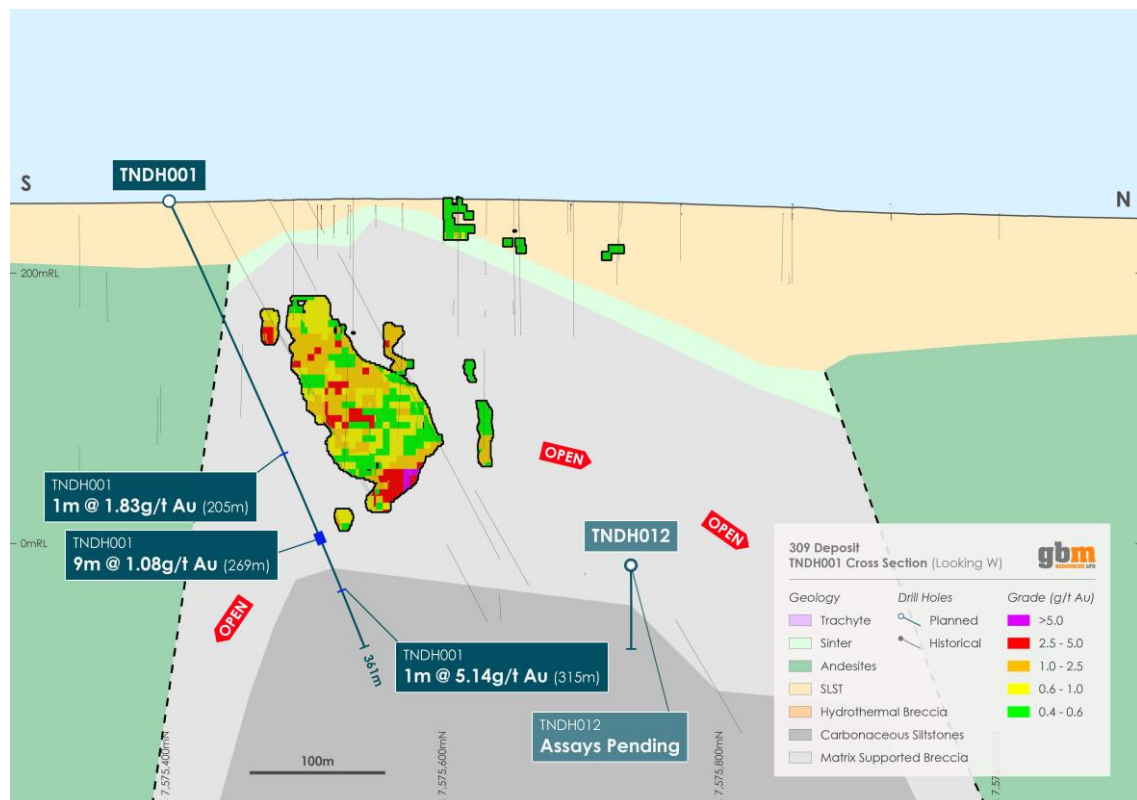 S
TNDH001
N
200mRL
TNDH001
1m @ 1.83g/t Au (205m)
TNDH001
9m @ 1.08g/t Au (269m)
0mRL
OPEN
OPEN
OPEN
TNDH012
361m
TNDH001
1m @ 5.14g/t Au (315m)
TNDH012
Assays Pending
100m
7,575,400mN
7,575,600mN
7,575,800mN
309 Deposit
TNDH001 Cross Section (Looking W)
gbm
RESOURCES LTD
Geology
Trachyte
Sinter
Andesites
SLST
Hydrothermal Breccia
Carbonaceous Siltstones
Matrix Supported Breccia
Drill Holes
Planned
Historical
Grade (g/t Au)
>5.0
2.5 - 5.0
1.0 - 2.5
0.6 - 1.0
0.4 - 0.6